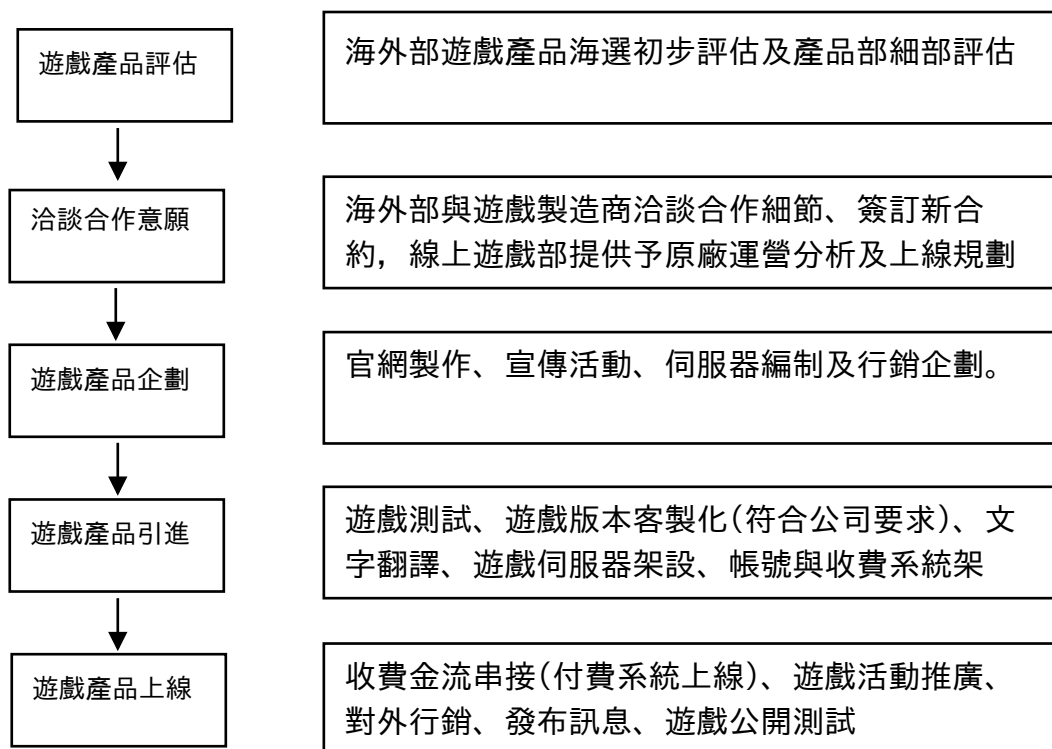 遊戲產品評估
海外部遊戲產品海選初步評估及產品部細部評估
洽談合作意願
海外部與遊戲製造商洽談合作細節、簽訂新合
約，線上遊戲部提供予原廠運營分析及上線規劃
遊戲產品企劃
官網製作、宣傳活動、伺服器編制及行銷企劃。
遊戲產品引進
遊戲測試、遊戲版本客製化(符合公司要求)、文
字翻譯、遊戲伺服器架設、帳號與收費系統架
遊戲產品上線
收費金流串接(付費系統上線)、遊戲活動推廣、
對外行銷、發布訊息、遊戲公開測試